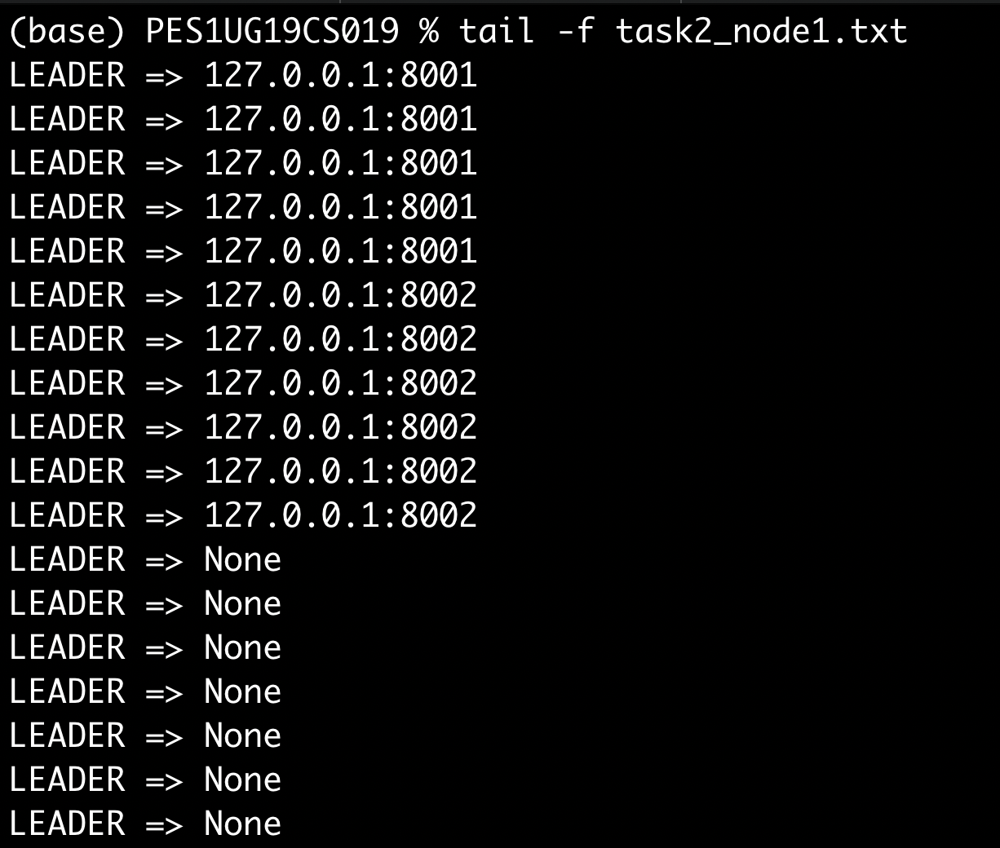 (base) PES1UG19CS019 % tail -f task2_node1.txt
LEADER => 127.0.0.1:8001
LEADER => 127.0.0.1:8001
LEADER => 127.0.0.1:8001
LEADER => 127.0.0.1:8001
LEADER => 127.0.0.1:8001
LEADER => 127.0.0.1:8002
LEADER => 127.0.0.1:8002
LEADER => 127.0.0.1:8002
LEADER => 127.0.0.1:8002
LEADER => 127.0.0.1:8002
LEADER => 127.0.0.1:8002
LEADER => None
LEADER => None
LEADER => None
LEADER => None
LEADER => None
LEADER => None
LEADER => None